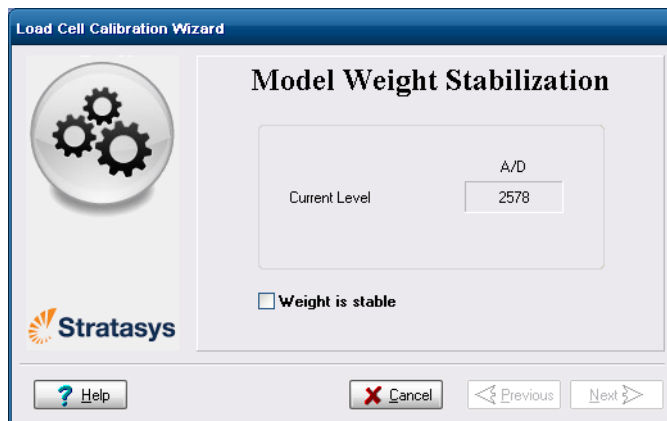 Load Cell Calibration Wizard
Model Weight Stabilization
A/D
Current Level 2578
Weight is stable
Stratasys
? Help
Cancel
Previous
Next